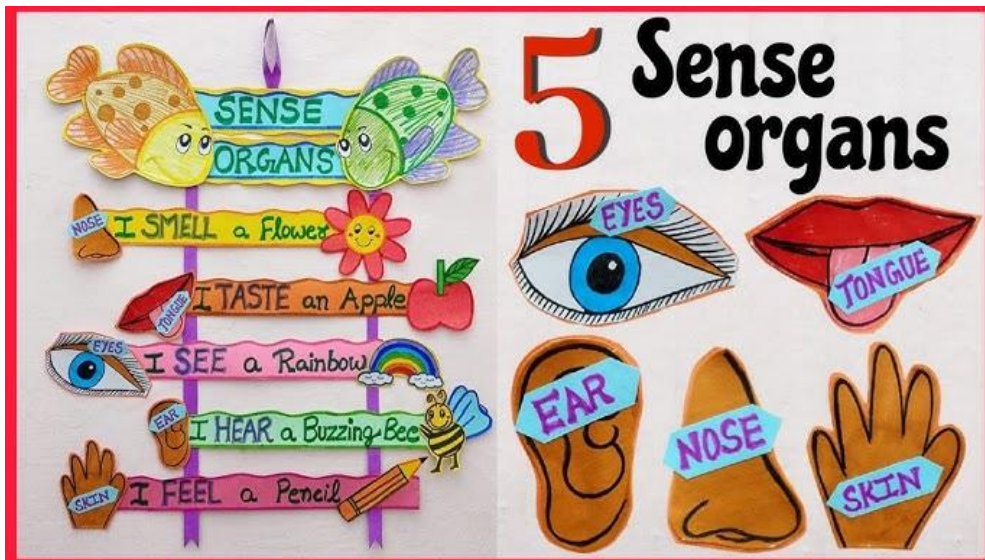 SENSE
ORGANS
NOSE
I SMELL a Flower
TONGUE
I TASTE an Apple
EYES
I SEE a Rainbow
EAR
I HEAR a Buzzing Bee
SKIN
I FEEL a Pencil
5 Sense
organs
EYES
TONGUE
EAR
NOSE
SKIN